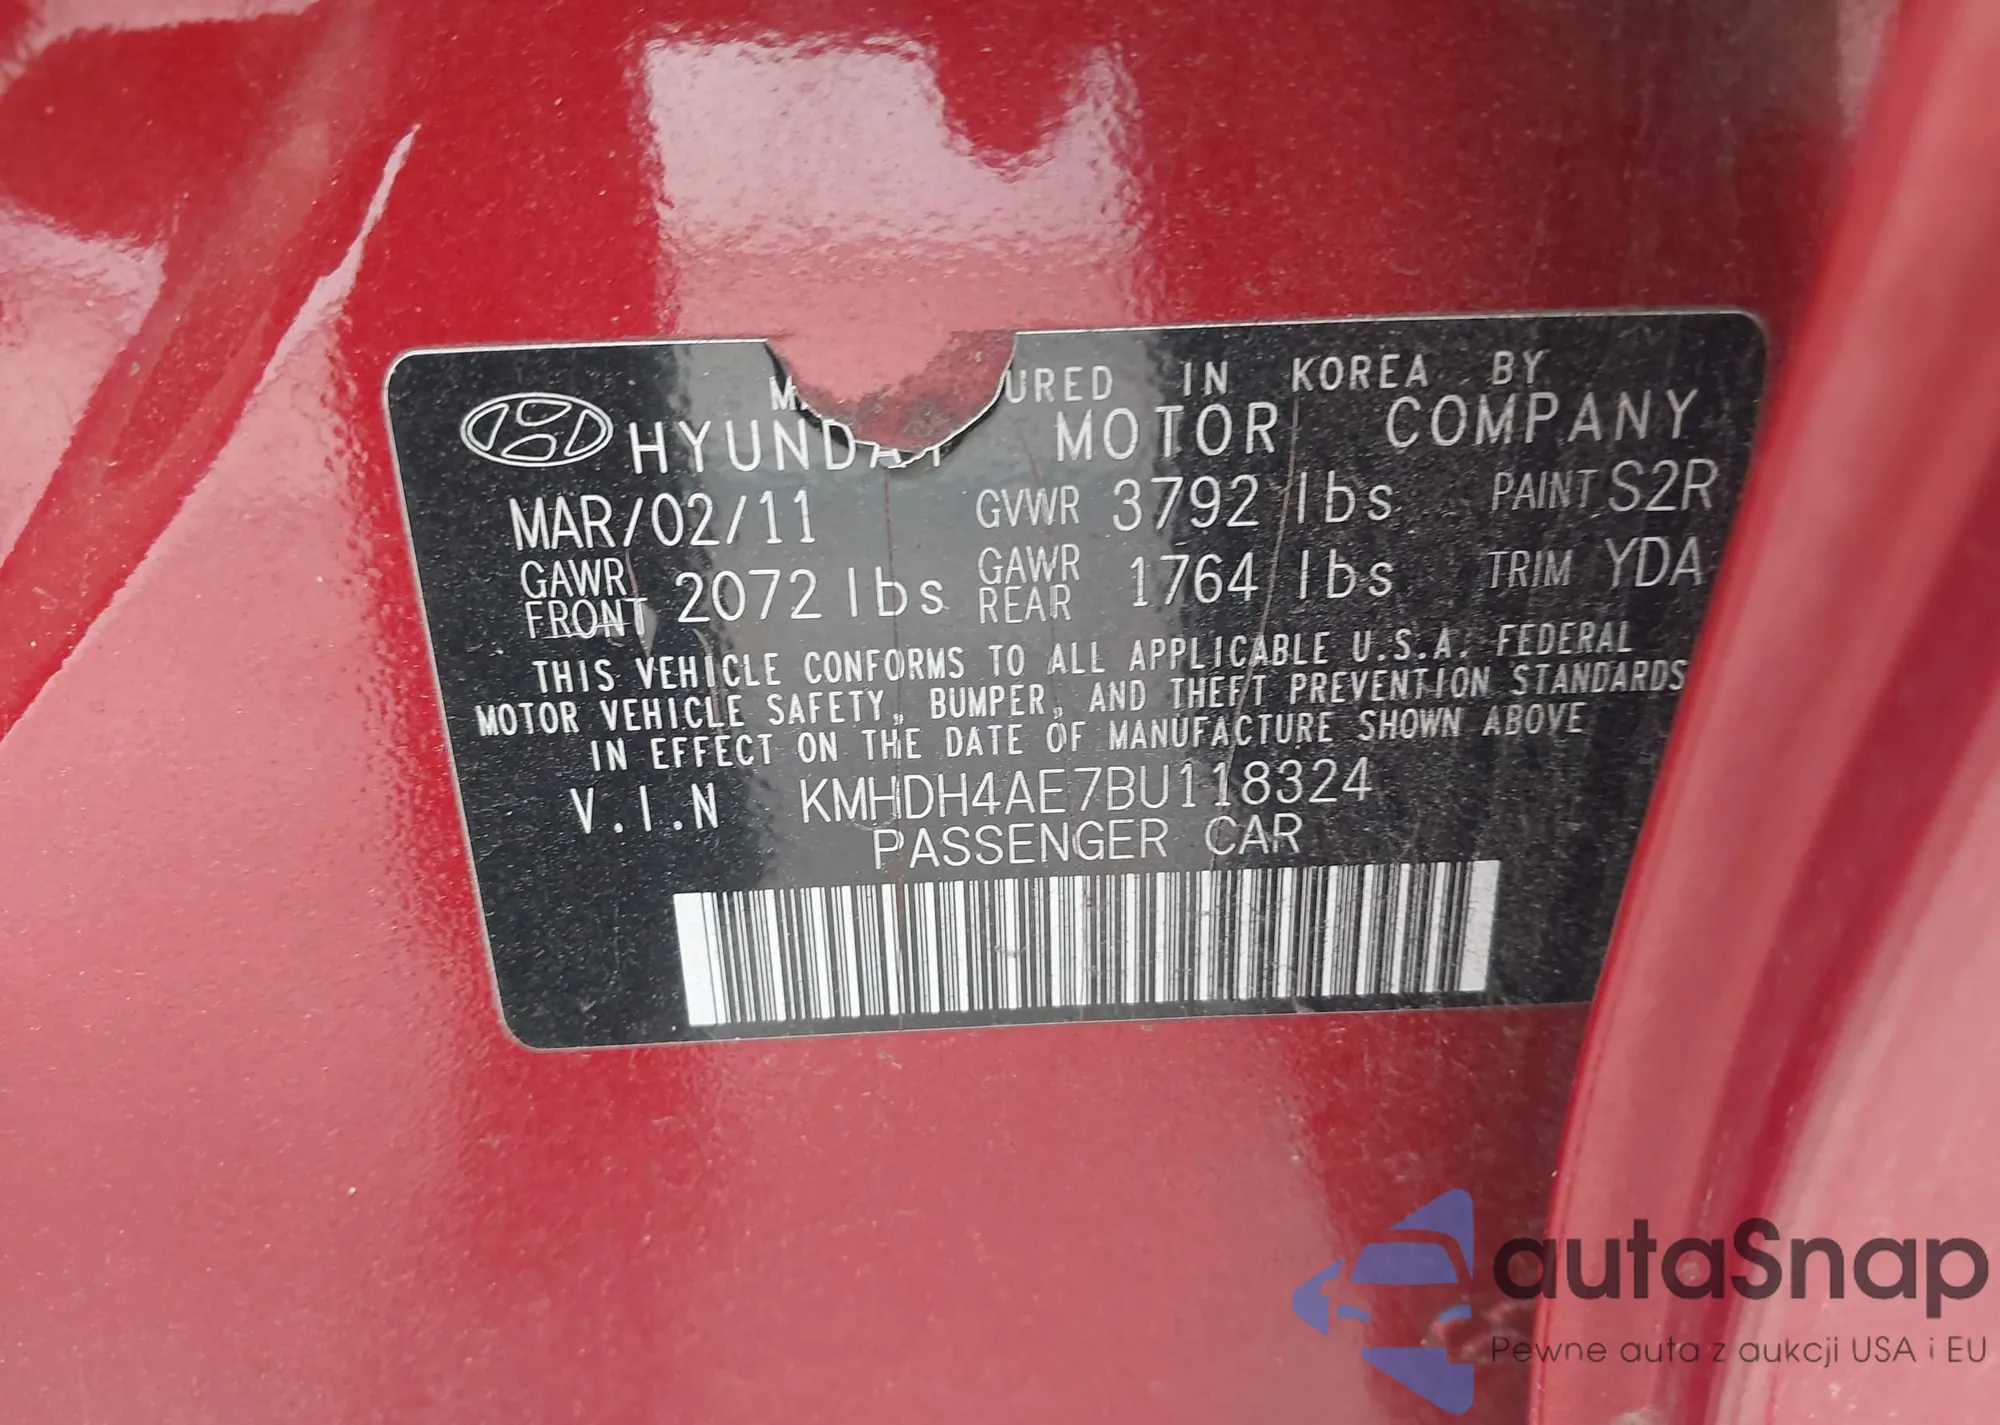 URED IN KOREA BY
HYUNDAI MOTOR COMPANY
MAR/02/11 GVWR 3792 lbs PAINT S2R
GAWR FRONT 2072 lbs GAWR REAR 1764 lbs TRIM YDA
THIS VEHICLE CONFORMS TO ALL APPLICABLE U.S.A. FEDERAL
MOTOR VEHICLE SAFETY, BUMPER, AND THEFT PREVENTION STANDARDS
IN EFFECT ON THE DATE OF MANUFACTURE SHOWN ABOVE
V.I.N KMHDH4AE7BU118324
PASSENGER CAR
autaSnap
Pewne auta z aukcji USA i EU